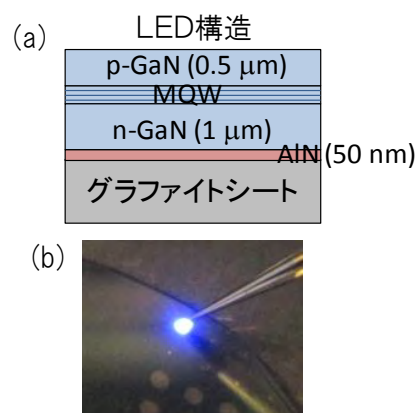 (a)
LED構造
p-GaN (0.5 μm)
MQW
n-GaN (1 μm)
AlN (50 nm)
グラファイトシート
(b)